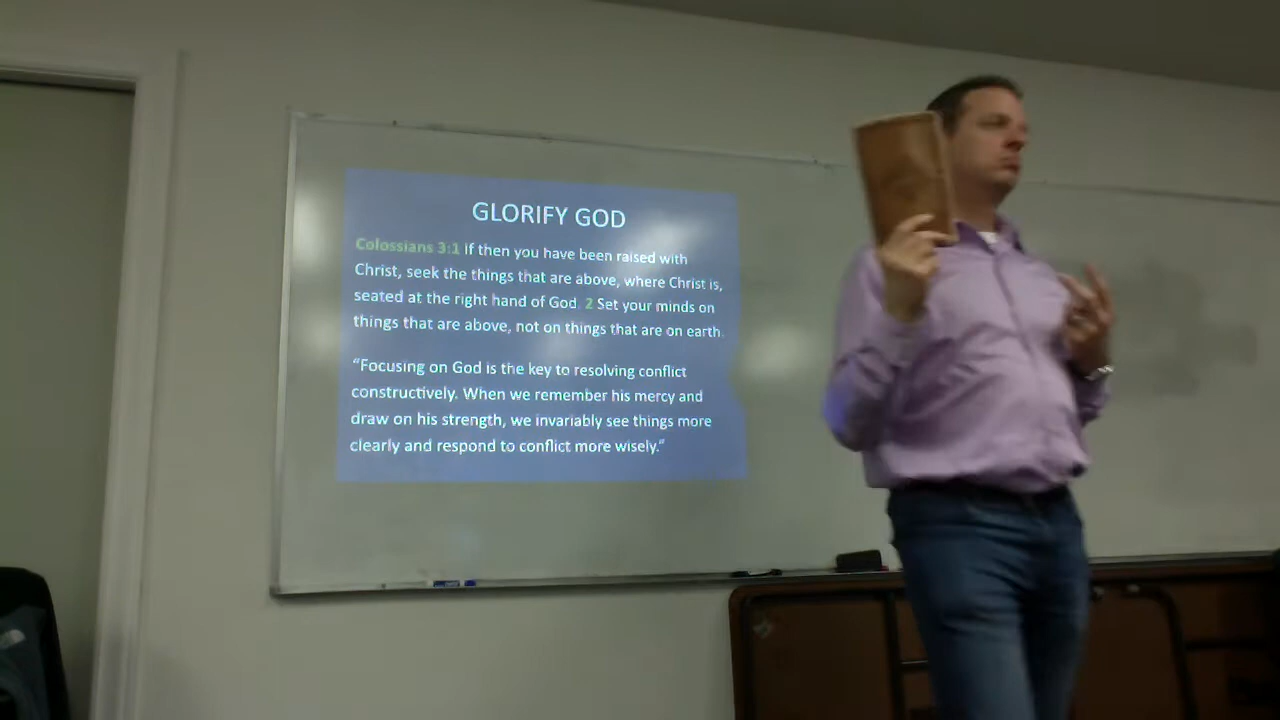 GLORIFY GOD
Colossians 3:1 If then you have been raised with
Christ, seek the things that are above, where Christ is,
seated at the right hand of God. 2 Set your minds on
things that are above, not on things that are on earth.
“Focusing on God is the key to resolving conflict
constructively. When we remember his mercy and
draw on his strength, we invariably see things more
clearly and respond to conflict more wisely.”